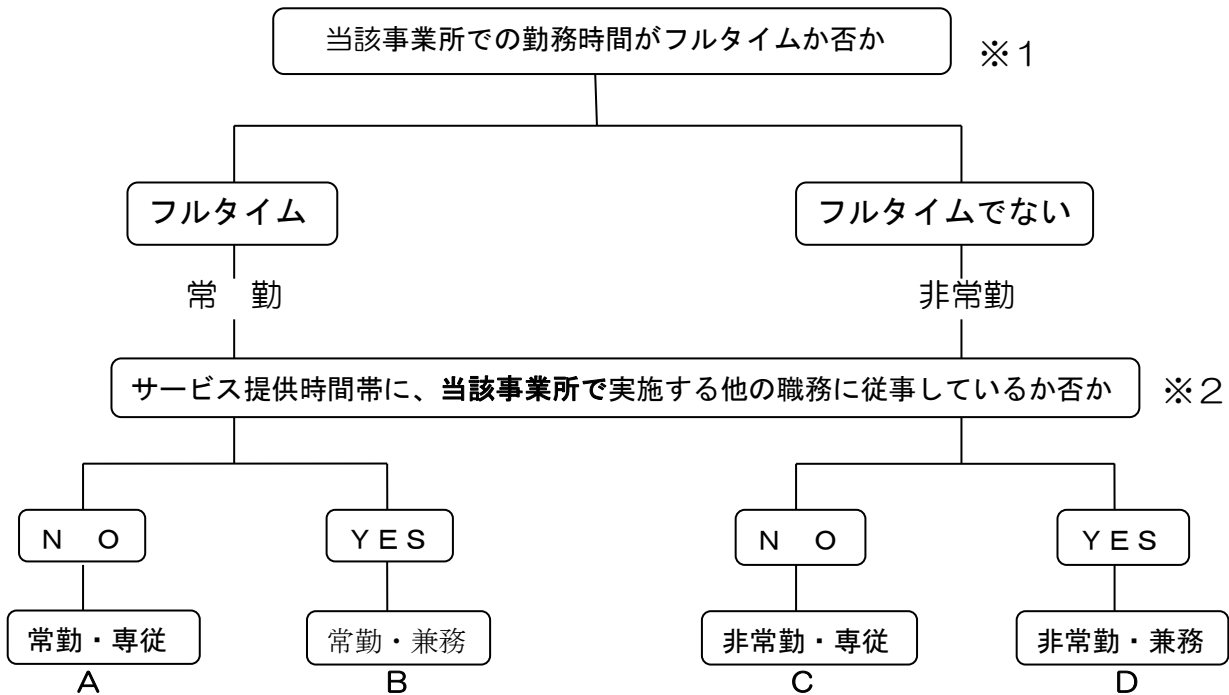 当該事業所での勤務時間がフルタイムか否か
※1
フルタイム
フルタイムでない
常　勤
非常勤
サービス提供時間帯に、当該事業所で実施する他の職務に従事しているか否か
※2
Ｎ　Ｏ
ＹＥＳ
Ｎ　Ｏ
ＹＥＳ
常勤・専従
常勤・兼務
非常勤・専従
非常勤・兼務
A
B
C
D